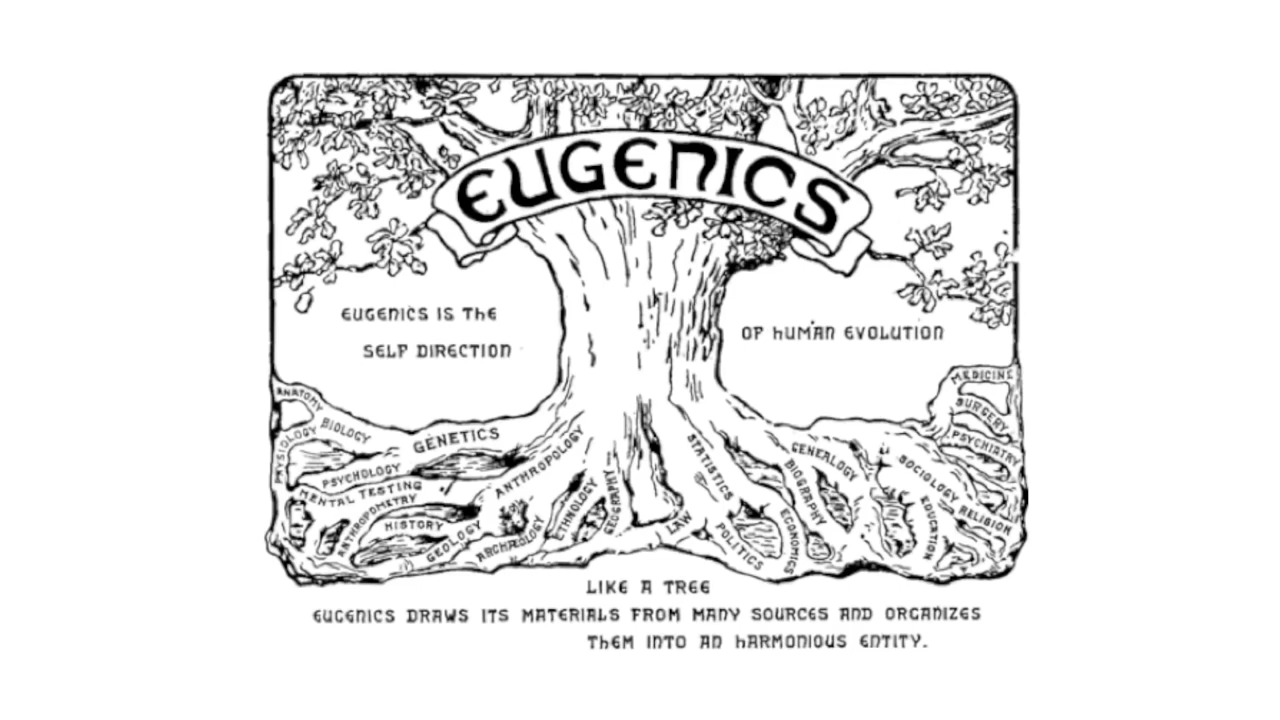 EUGENICS
EUGENICS IS THE
SELF DIRECTION
OF HUMAN EVOLUTION
ANATOMY
PHYSIOLOGY
BIOLOGY
GENETICS
PSYCHOLOGY
MENTAL TESTING
ANTHROPOMETRY
HISTORY
GEOLOGY
ANTHROPOLOGY
ARCHÆOLOGY
ETHNOLOGY
GEOGRAPHY
LAW
STATISTICS
POLITICS
ECONOMICS
BIOGRAPHY
GENEALOGY
EDUCATION
SOCIOLOGY
RELIGION
PSYCHIATRY
SURGERY
MEDICINE
LIKE A TREE
EUGENICS DRAWS ITS MATERIALS FROM MANY SOURCES AND ORGANIZES
THEM INTO AN HARMONIOUS ENTITY.